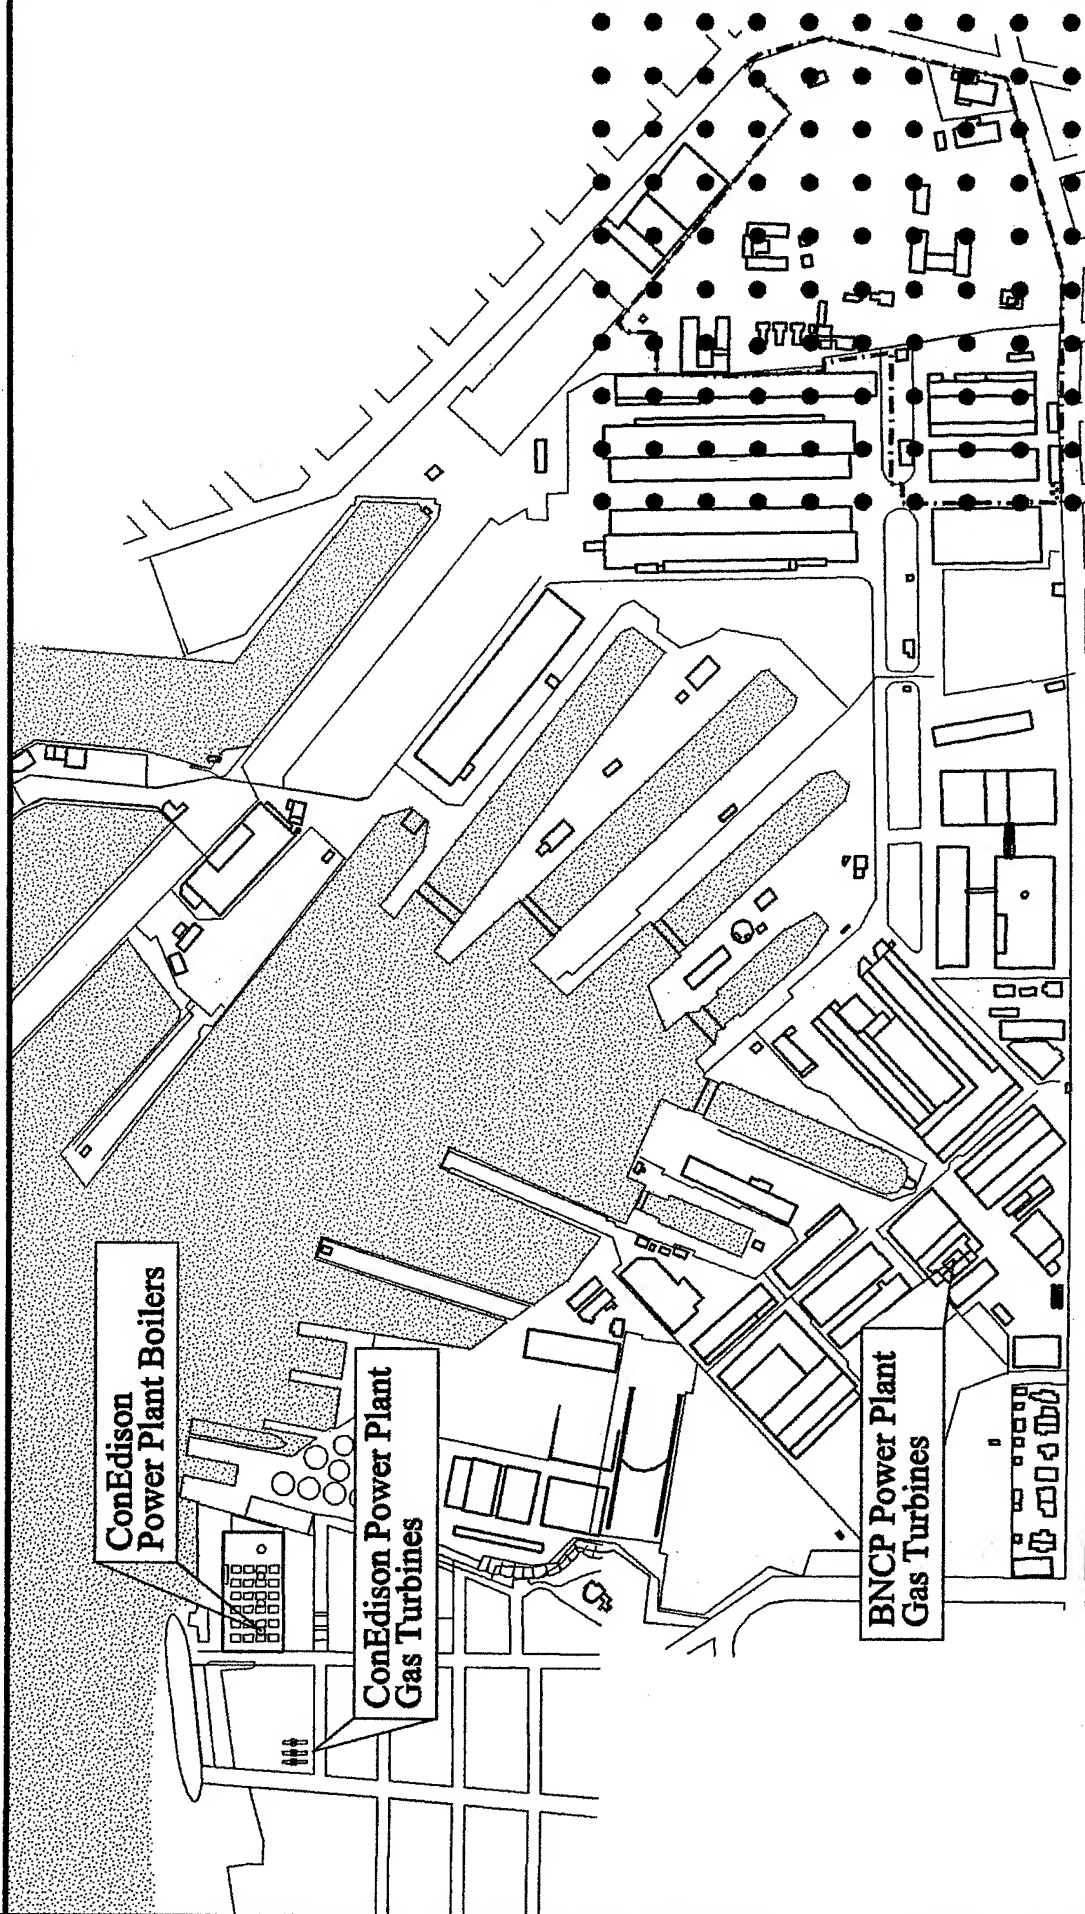 ConEdison
Power Plant Boilers
ConEdison Power Plant
Gas Turbines
BNCP Power Plant
Gas Turbines